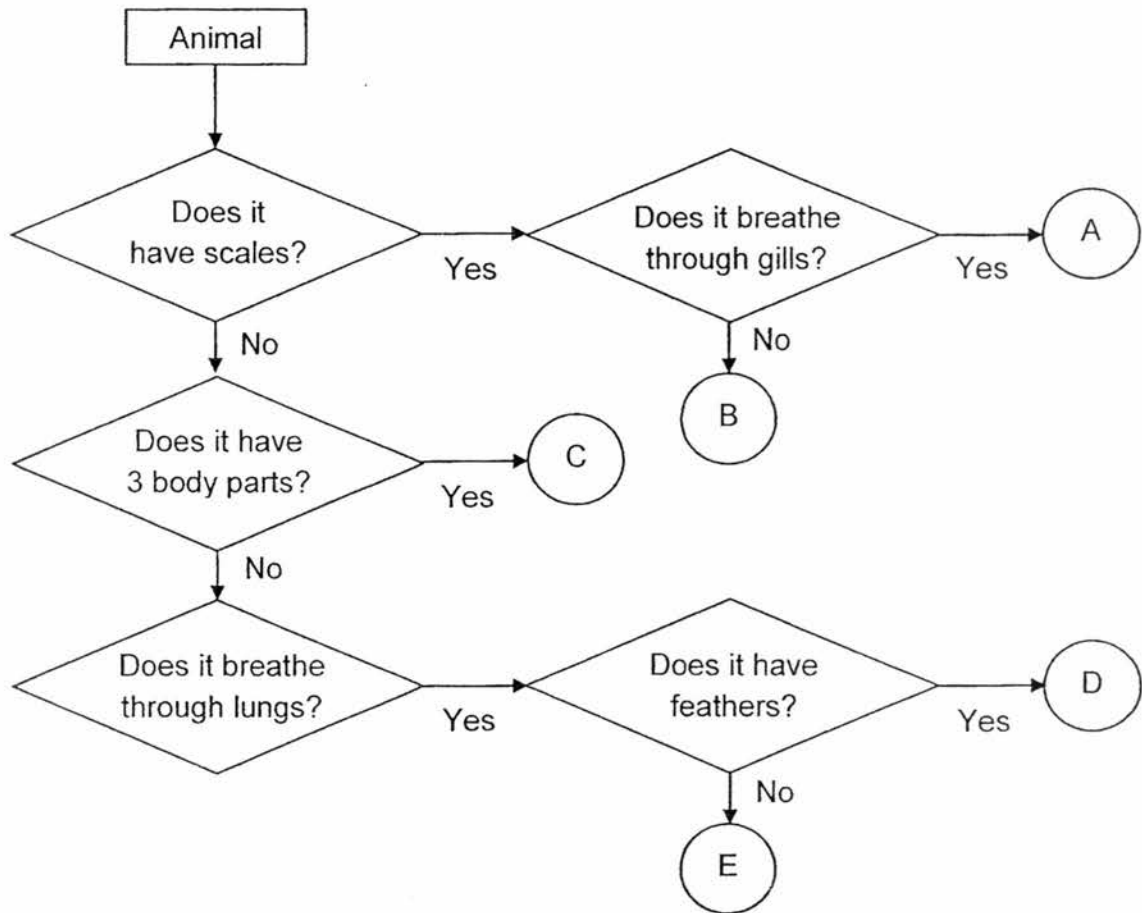 Animal
Does it
have scales?
Yes
Does it breathe
through gills?
Yes
A
No
No
B
Does it have
3 body parts?
Yes
C
No
Does it breathe
through lungs?
Yes
Does it have
feathers?
Yes
D
No
E